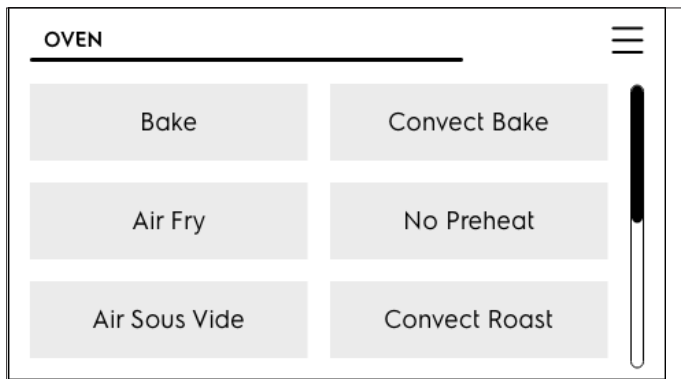 OVEN
Bake
Convect Bake
Air Fry
No Preheat
Air Sous Vide
Convect Roast